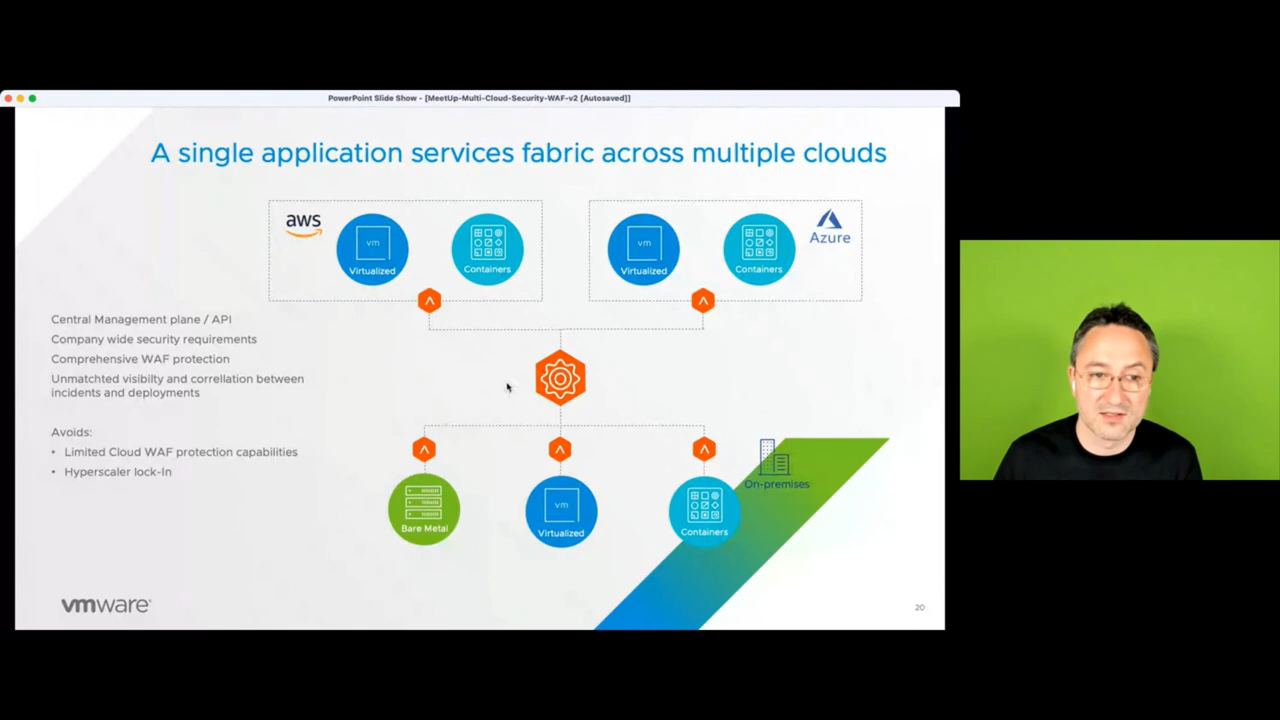 PowerPoint Slide Show - [MeetUp-Multi-Cloud-Security-WAF-v2 [Autosaved]]
A single application services fabric across multiple clouds
aws
vm
Virtualized
Containers
vm
Virtualized
Containers
Azure
Central Management plane / API
Company wide security requirements
Comprehensive WAF protection
Unmatchted visibilty and correllation between
incidents and deployments
Avoids:
• Limited Cloud WAF protection capabilities
• Hyperscaler lock-In
Bare Metal
vm
Virtualized
Containers
On-premises
vmware®
20